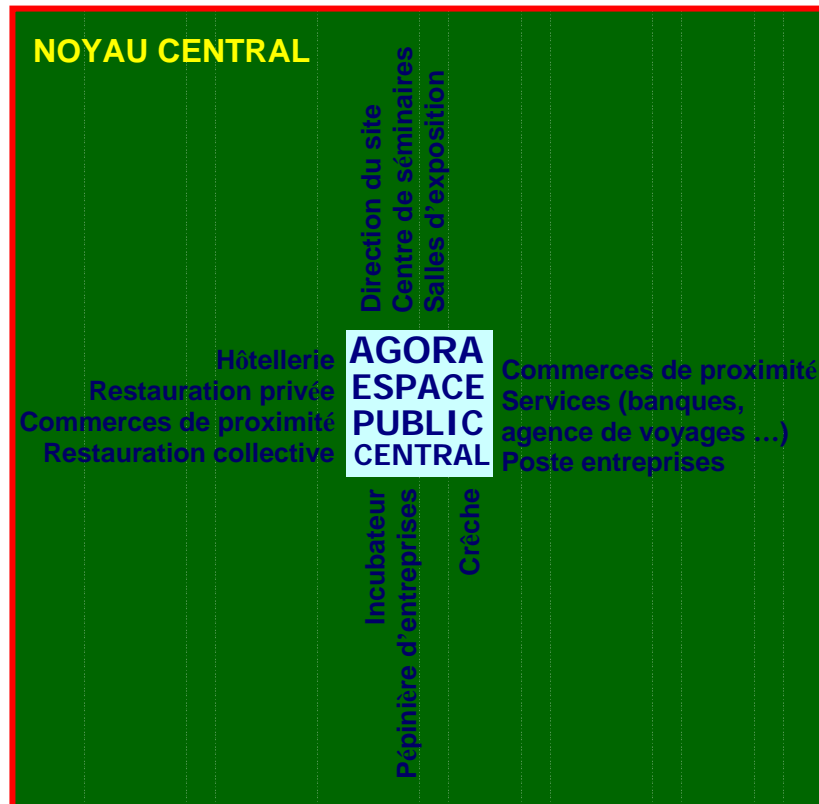 NOYAU CENTRAL
Direction du site
Centre de séminaires
Salles d’exposition
Hôtellerie
Restauration privée
Commerces de proximité
Restauration collective
AGORA
ESPACE
PUBLIC
CENTRAL
Commerces de proximité
Services (banques,
agence de voyages …)
Poste entreprises
Incubateur
Pépinière d’entreprises
Crêche